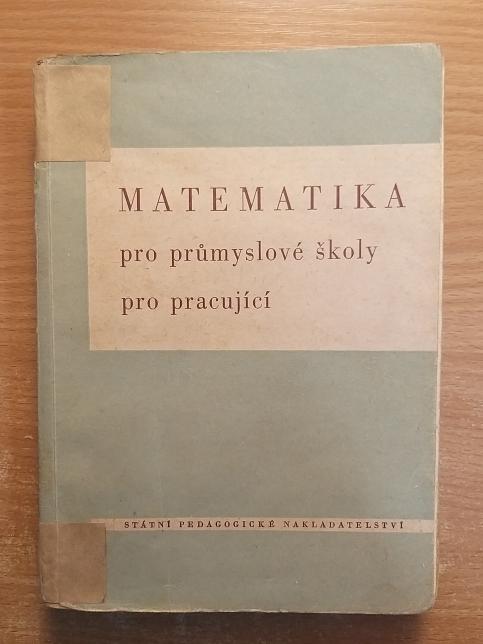 MATEMATIKA
pro průmyslové školy
pro pracující
STÁTNÍ PEDAGOGICKÉ NAKLADATELSTVÍ